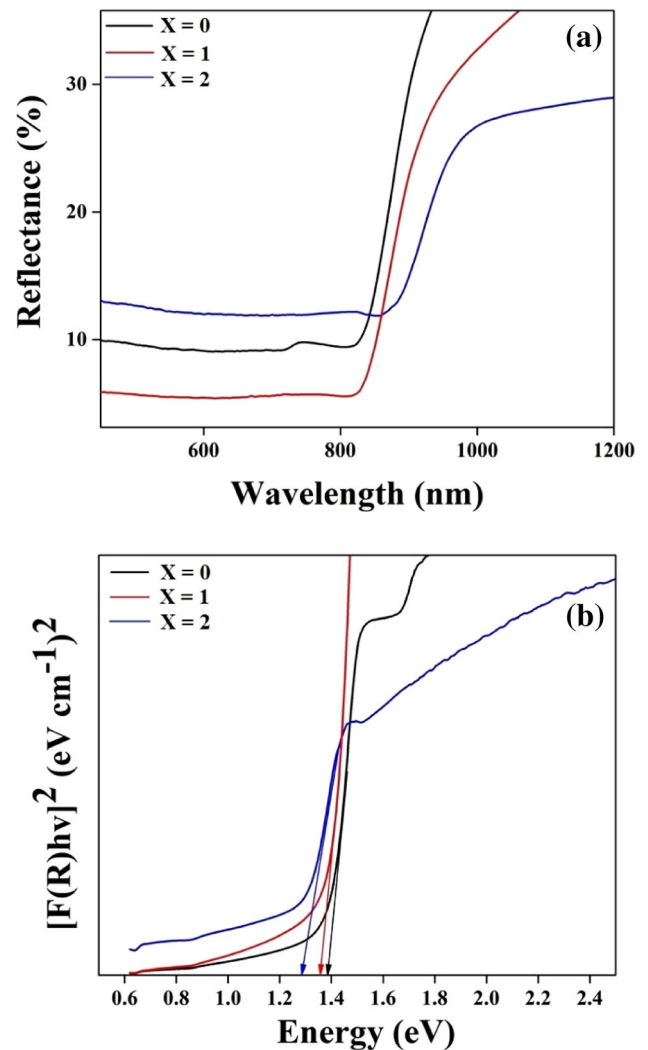 (a)
X = 0
X = 1
X = 2
30
20
10
Reflectance (%)
600 800 1000 1200
Wavelength (nm)
(b)
X = 0
X = 1
X = 2
[F(R)hv]² (eV cm⁻¹)²
0.6 0.8 1.0 1.2 1.4 1.6 1.8 2.0 2.2 2.4
Energy (eV)